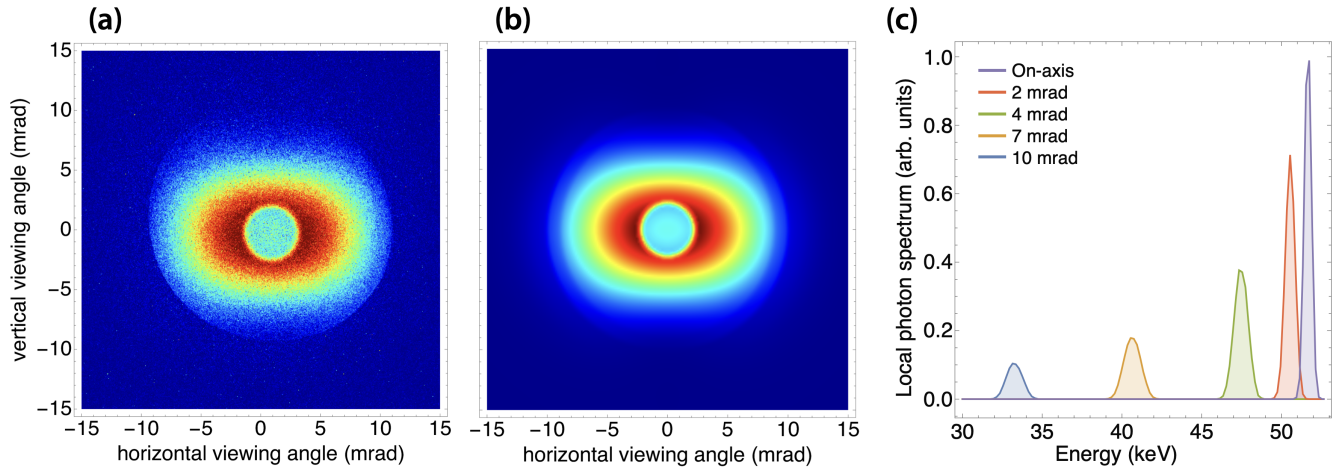 (a)
15
10
5
0
−5
−10
−15
vertical viewing angle (mrad)
−15 −10 −5 0 5 10 15
horizontal viewing angle (mrad)
(b)
−15 −10 −5 0 5 10 15
horizontal viewing angle (mrad)
(c)
1.0
0.8
0.6
0.4
0.2
0.0
Local photon spectrum (arb. units)
On-axis
2 mrad
4 mrad
7 mrad
10 mrad
30 35 40 45 50
Energy (keV)